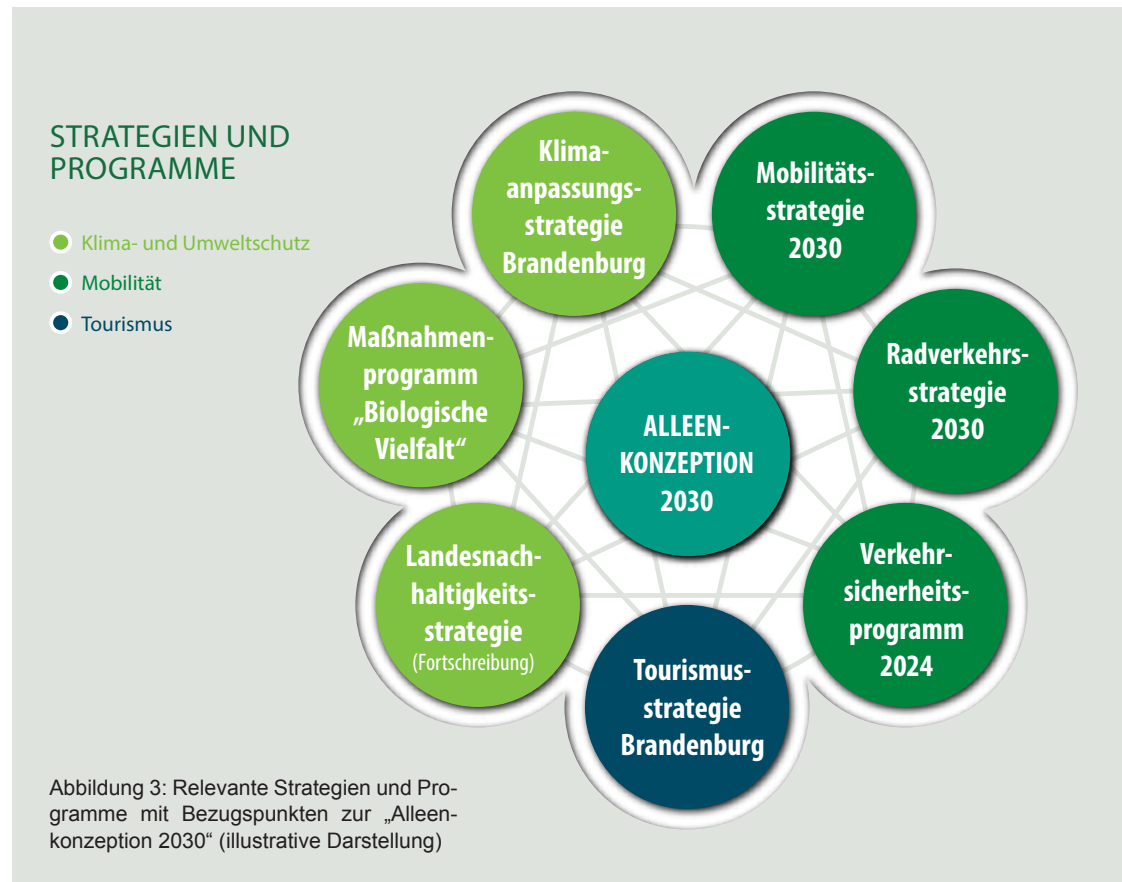 STRATEGIEN UND
PROGRAMME
Klima- und Umweltschutz
Mobilität
Tourismus
Klima-
anpassungs-
strategie
Brandenburg
Mobilitäts-
strategie
2030
Radverkehrs-
strategie
2030
Verkehr-
sicherheits-
programm
2024
Tourismus-
strategie
Brandenburg
Landesnach-
haltigkeits-
strategie
(Fortschreibung)
Maßnahmen-
programm
„Biologische
Vielfalt“
ALLEEN-
KONZEPTION
2030
Abbildung 3: Relevante Strategien und Pro-
gramme mit Bezugspunkten zur „Alleen-
konzeption 2030“ (illustrative Darstellung)